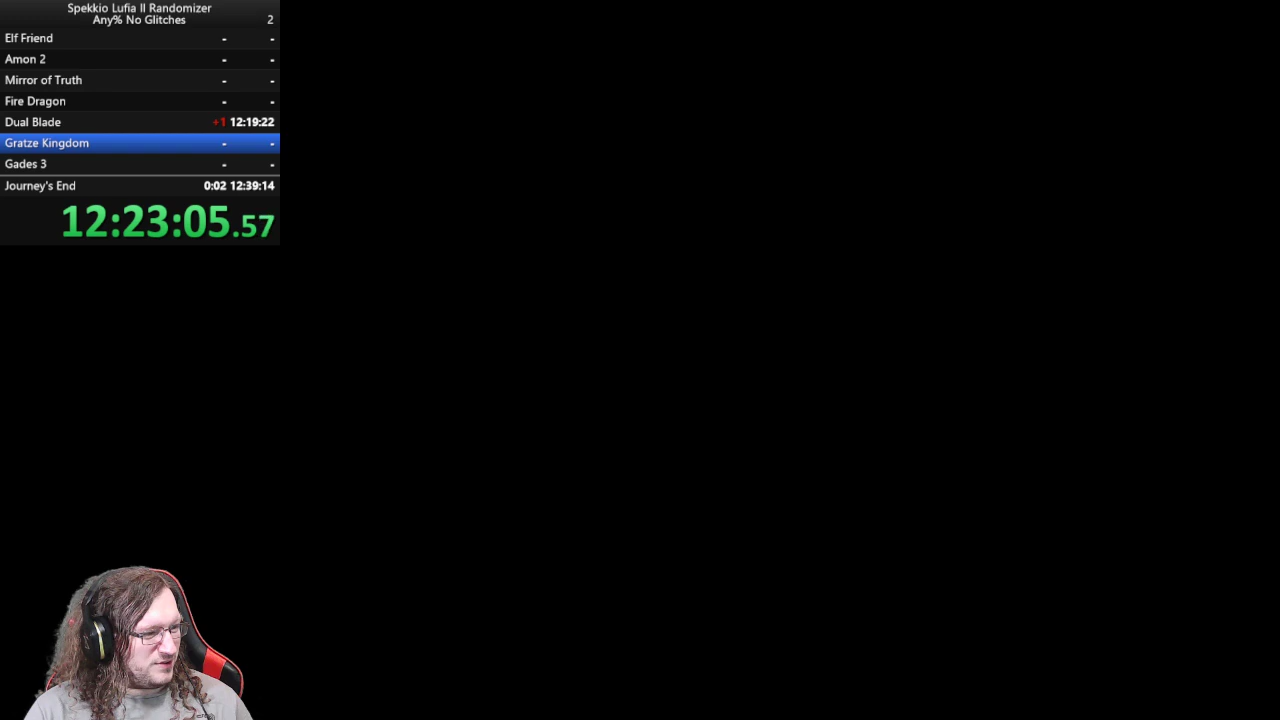 Spekkio Lufia II Randomizer
Any% No Glitches 2
Elf Friend - -
Amon 2 - -
Mirror of Truth - -
Fire Dragon - -
Dual Blade +1 12:19:22
Gratze Kingdom - -
Gades 3 - -
Journey's End 0:02 12:39:14
12:23:05.57